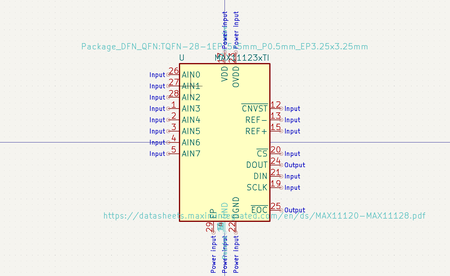 Power Input
Power Input
Package_DFN_QFN:TQFN-28-1EP
5mm_P0.5mm_EP3.25x3.25mm
U
MAX11123xTI
VDD
OVDD
Input 26 AIN0
Input 27 AIN1
Input 28 AIN2
Input 1 AIN3
Input 2 AIN4
Input 3 AIN5
Input 4 AIN6
Input 5 AIN7
CNVST 12 Input
REF- 13 Input
REF+ 15 Input
CS 20 Input
DOUT 24 Output
DIN 21 Input
SCLK 19 Input
EOC 25 Output
EP
GND
DGND
https://datasheets.maximintegrated.com/en/ds/MAX11120-MAX11128.pdf
29
22
Power Input
Power Input
Power Input